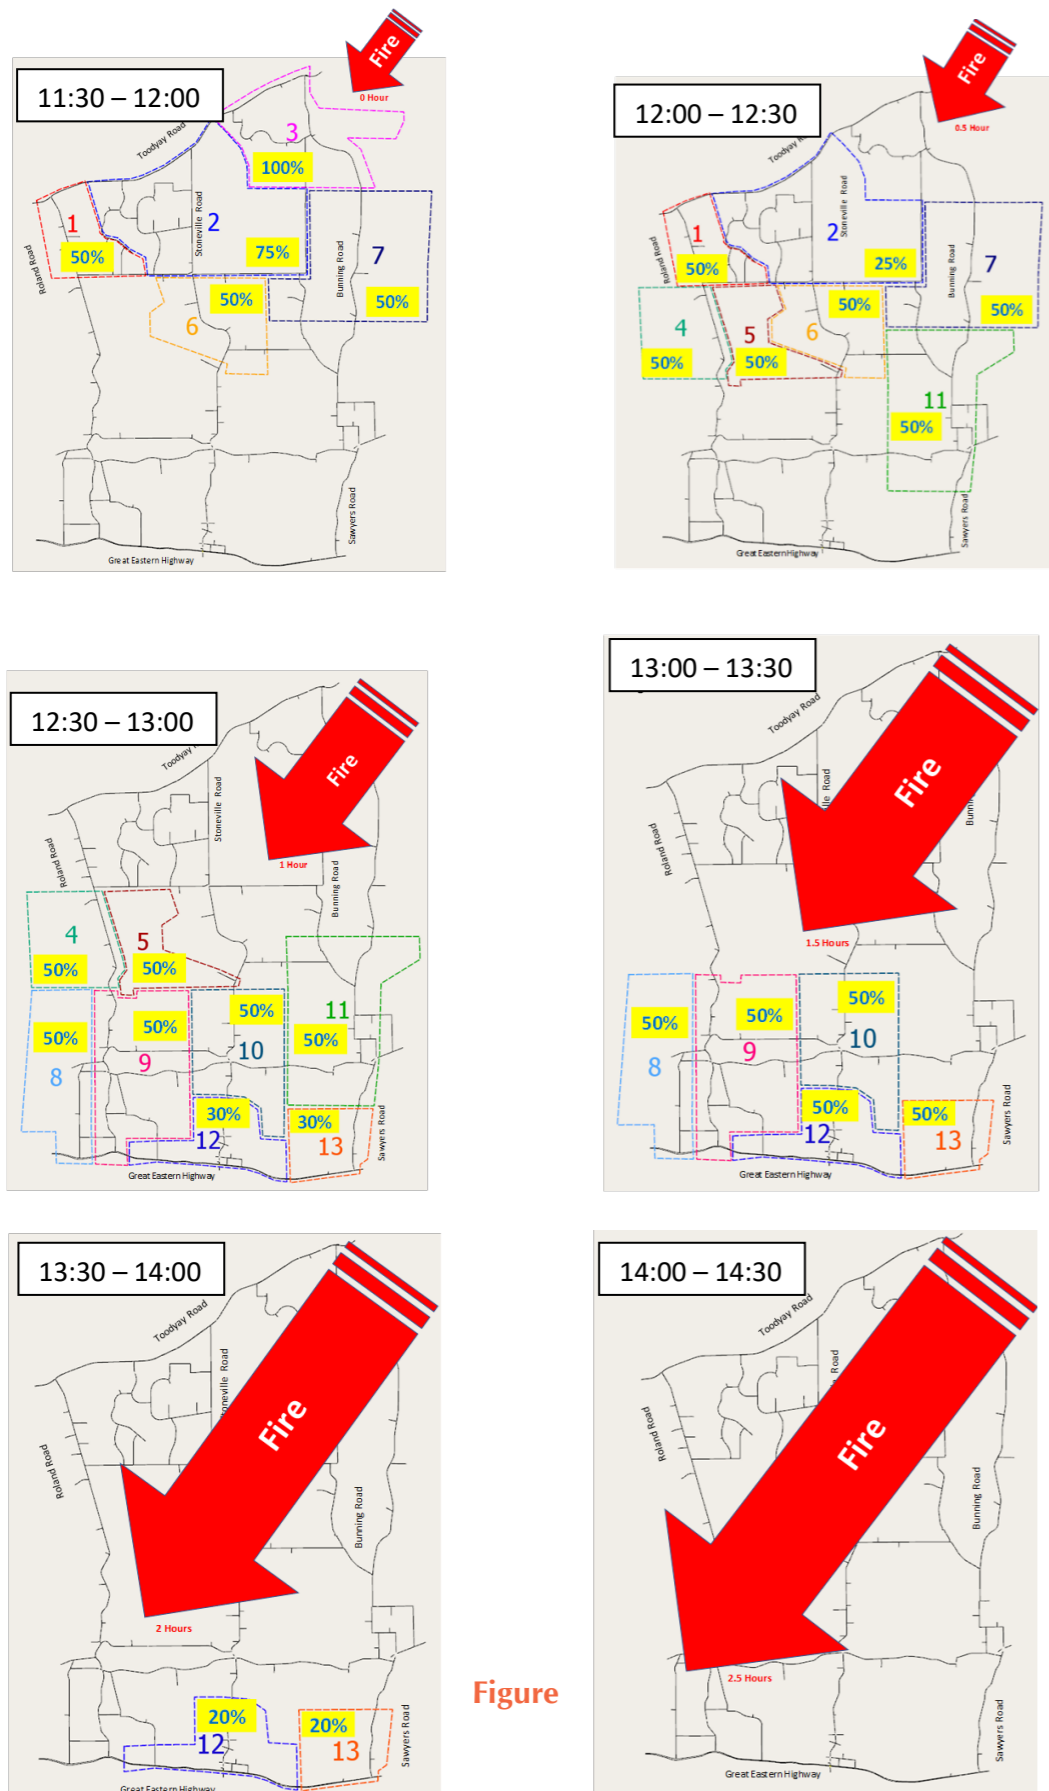 11:30 – 12:00
Fire
0 Hour
Toodyay Road
3
100%
1
50%
2
Stoneville Road
75%
7
Bunning Road
50%
Roland Road
50%
6
Sawyers Road
Great Eastern Highway
12:00 – 12:30
Fire
0.5 Hour
Toodyay Road
1
50%
2
Stoneville Road
25%
7
Bunning Road
50%
Roland Road
50%
4
5
6
50%
50%
11
50%
Sawyers Road
Great Eastern Highway
12:30 – 13:00
Fire
Toodyay R
Stoneville Road
1 Hour
Roland Road
Bunning Road
4
5
50%
50%
50%
50%
50%
11
50%
8
9
10
30%
30%
12
13
Sawyers Road
Great Eastern Highway
13:00 – 13:30
Toodyay Road
Fire
ille Road
Bunnin
Roland Road
1.5 Hours
50%
50%
50%
8
9
10
50%
50%
12
13
Sawyers Road
Great Eastern Highway
13:30 – 14:00
Toodyay Road
toneville Road
Fire
Roland Road
Bunning Road
2 Hours
20%
20%
12
13
Sawyers Road
Great Eastern Highway
14:00 – 14:30
Toodyay Road
le Road
Fire
Roland Road
Bunning Road
2.5 Hours
Sawyers Road
Great Eastern Highway
Figure